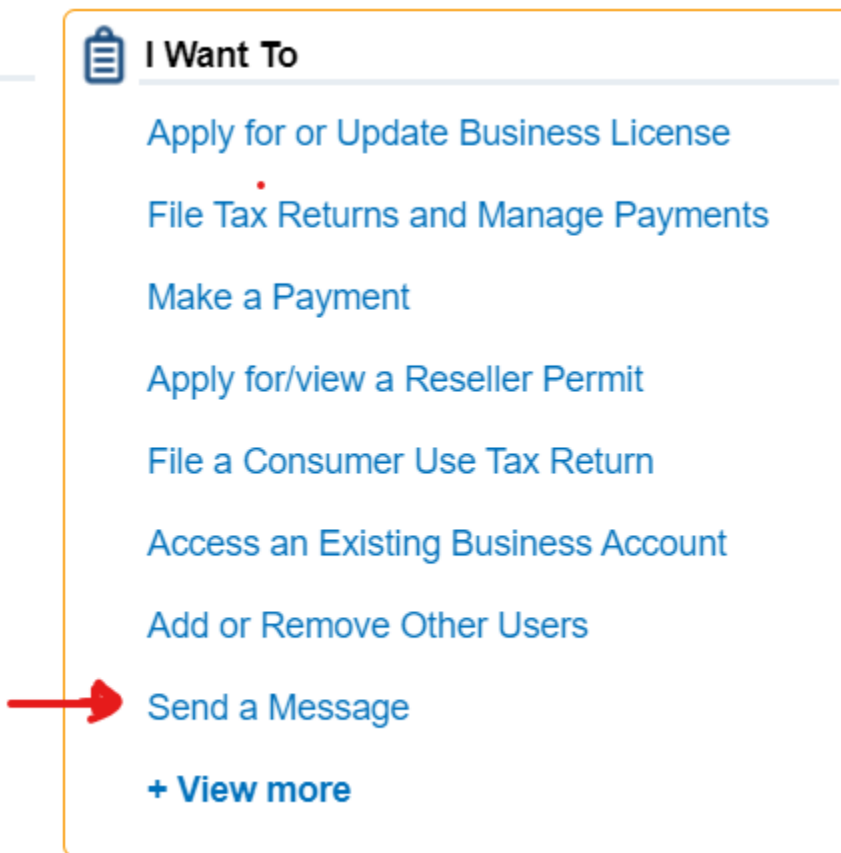 I Want To
Apply for or Update Business License
File Tax Returns and Manage Payments
Make a Payment
Apply for/view a Reseller Permit
File a Consumer Use Tax Return
Access an Existing Business Account
Add or Remove Other Users
Send a Message
+ View more